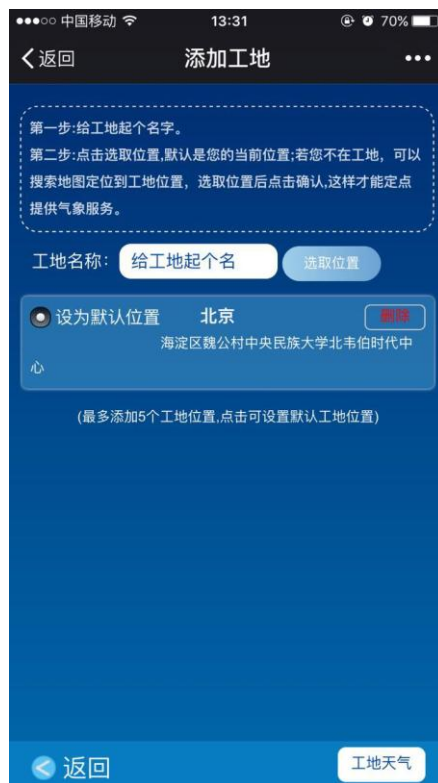 中国移动 13:31 70%
返回 添加工地
第一步:给工地起个名字。
第二步:点击选取位置,默认是您的当前位置;若您不在工地，可以
搜索地图定位到工地位置，选取位置后点击确认,这样才能定点
提供气象服务。
工地名称: 给工地起个名 选取位置
设为默认位置 北京 删除
海淀区魏公村中央民族大学北韦伯时代中
心
(最多添加5个工地位置,点击可设置默认工地位置)
返回 工地天气